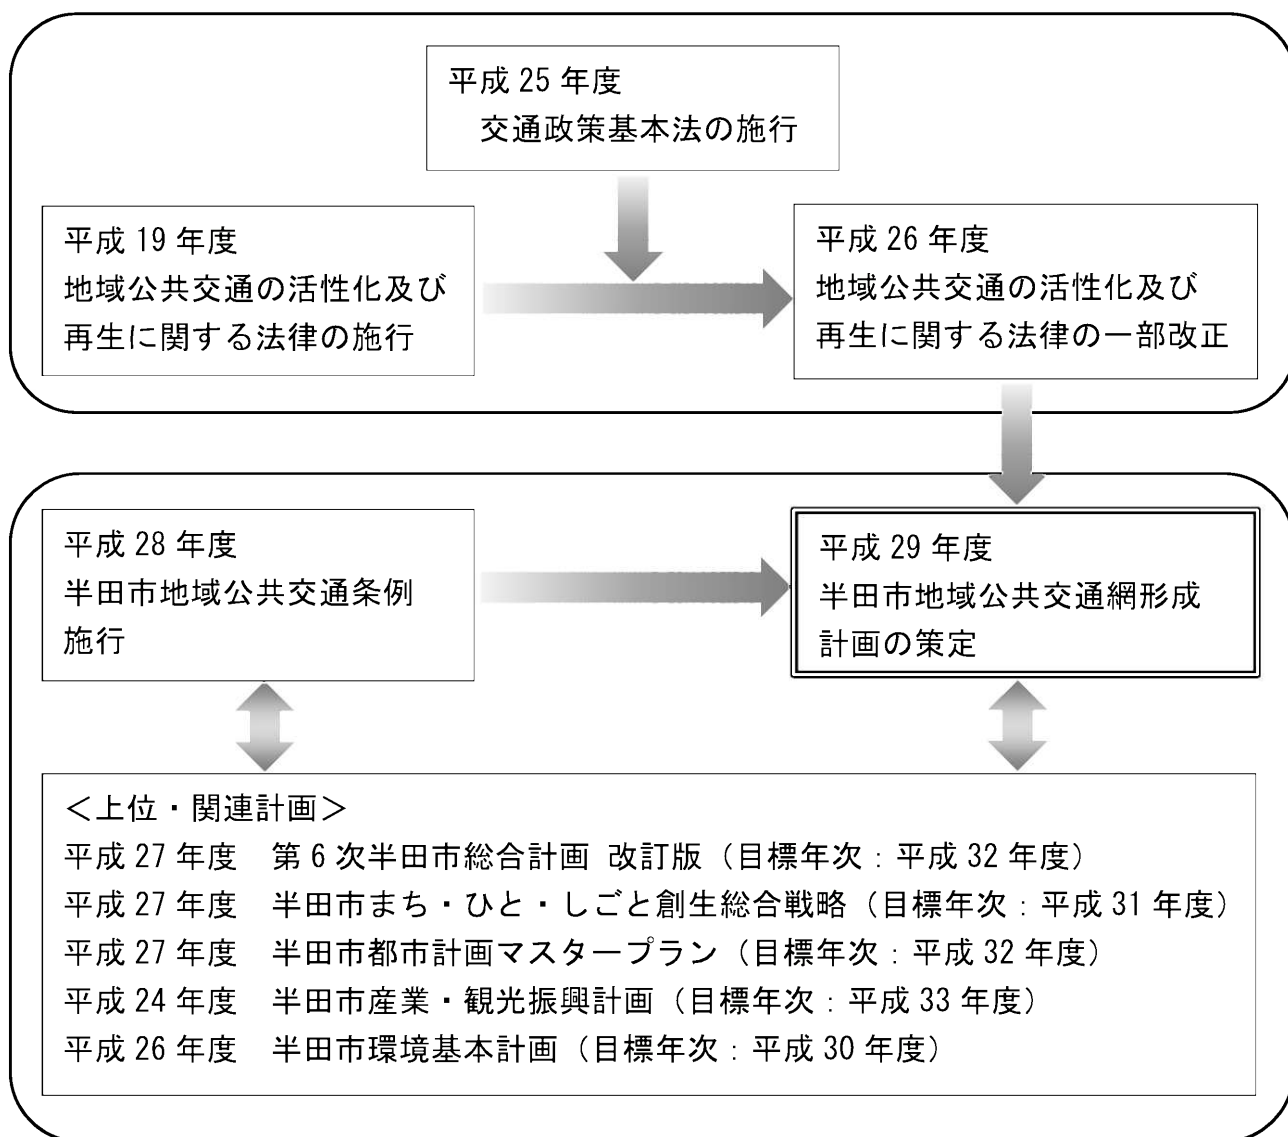 平成 25 年度
交通政策基本法の施行
平成 19 年度
地域公共交通の活性化及び
再生に関する法律の施行
平成 26 年度
地域公共交通の活性化及び
再生に関する法律の一部改正
平成 28 年度
半田市地域公共交通条例
施行
平成 29 年度
半田市地域公共交通網形成
計画の策定
＜上位・関連計画＞
平成 27 年度　第 6 次半田市総合計画 改訂版（目標年次：平成 32 年度）
平成 27 年度　半田市まち・ひと・しごと創生総合戦略（目標年次：平成 31 年度）
平成 27 年度　半田市都市計画マスタープラン（目標年次：平成 32 年度）
平成 24 年度　半田市産業・観光振興計画（目標年次：平成 33 年度）
平成 26 年度　半田市環境基本計画（目標年次：平成 30 年度）